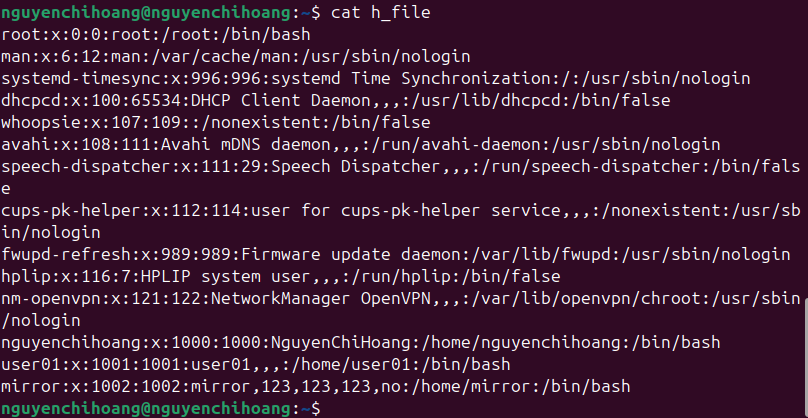 nguyenchihoang@nguyenchihoang:~$ cat h_file
root:x:0:0:root:/root:/bin/bash
man:x:6:12:man:/var/cache/man:/usr/sbin/nologin
systemd-timesync:x:996:996:systemd Time Synchronization:/:/usr/sbin/nologin
dhcpcd:x:100:65534:DHCP Client Daemon,,,:/usr/lib/dhcpcd:/bin/false
whoopsie:x:107:109::/nonexistent:/bin/false
avahi:x:108:111:Avahi mDNS daemon,,,:/run/avahi-daemon:/usr/sbin/nologin
speech-dispatcher:x:111:29:Speech Dispatcher,,,:/run/speech-dispatcher:/bin/fals
e
cups-pk-helper:x:112:114:user for cups-pk-helper service,,,:/nonexistent:/usr/sb
in/nologin
fwupd-refresh:x:989:989:Firmware update daemon:/var/lib/fwupd:/usr/sbin/nologin
hplip:x:116:7:HPLIP system user,,,:/run/hplip:/bin/false
nm-openvpn:x:121:122:NetworkManager OpenVPN,,,:/var/lib/openvpn/chroot:/usr/sbin
/nologin
nguyenchihoang:x:1000:1000:NguyenChiHoang:/home/nguyenchihoang:/bin/bash
user01:x:1001:1001:user01,,,:/home/user01:/bin/bash
mirror:x:1002:1002:mirror,123,123,123,no:/home/mirror:/bin/bash
nguyenchihoang@nguyenchihoang:~$